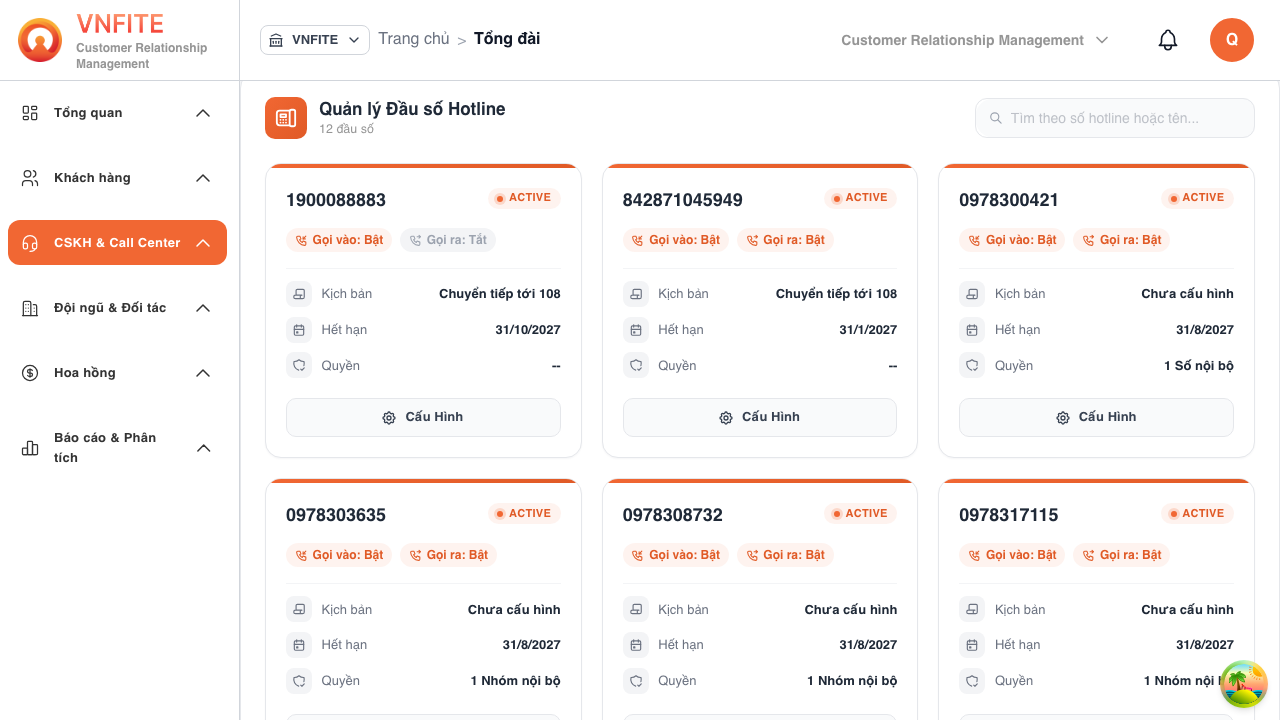 VNFITE
Customer Relationship
Management
VNFITE
Trang chủ > Tổng đài
Customer Relationship Management
Q
Tổng quan
Khách hàng
CSKH & Call Center
Đội ngũ & Đối tác
Hoa hồng
Báo cáo & Phân
tích
Quản lý Đầu số Hotline
12 đầu số
Tìm theo số hotline hoặc tên...
1900088883
ACTIVE
Gọi vào: Bật
Gọi ra: Tắt
Kịch bản
Chuyển tiếp tới 108
Hết hạn
31/10/2027
Quyền
--
Cấu Hình
842871045949
ACTIVE
Gọi vào: Bật
Gọi ra: Bật
Kịch bản
Chuyển tiếp tới 108
Hết hạn
31/1/2027
Quyền
--
Cấu Hình
0978300421
ACTIVE
Gọi vào: Bật
Gọi ra: Bật
Kịch bản
Chưa cấu hình
Hết hạn
31/8/2027
Quyền
1 Số nội bộ
Cấu Hình
0978303635
ACTIVE
Gọi vào: Bật
Gọi ra: Bật
Kịch bản
Chưa cấu hình
Hết hạn
31/8/2027
Quyền
1 Nhóm nội bộ
0978308732
ACTIVE
Gọi vào: Bật
Gọi ra: Bật
Kịch bản
Chưa cấu hình
Hết hạn
31/8/2027
Quyền
1 Nhóm nội bộ
0978317115
ACTIVE
Gọi vào: Bật
Gọi ra: Bật
Kịch bản
Chưa cấu hình
Hết hạn
31/8/2027
Quyền
1 Nhóm nội